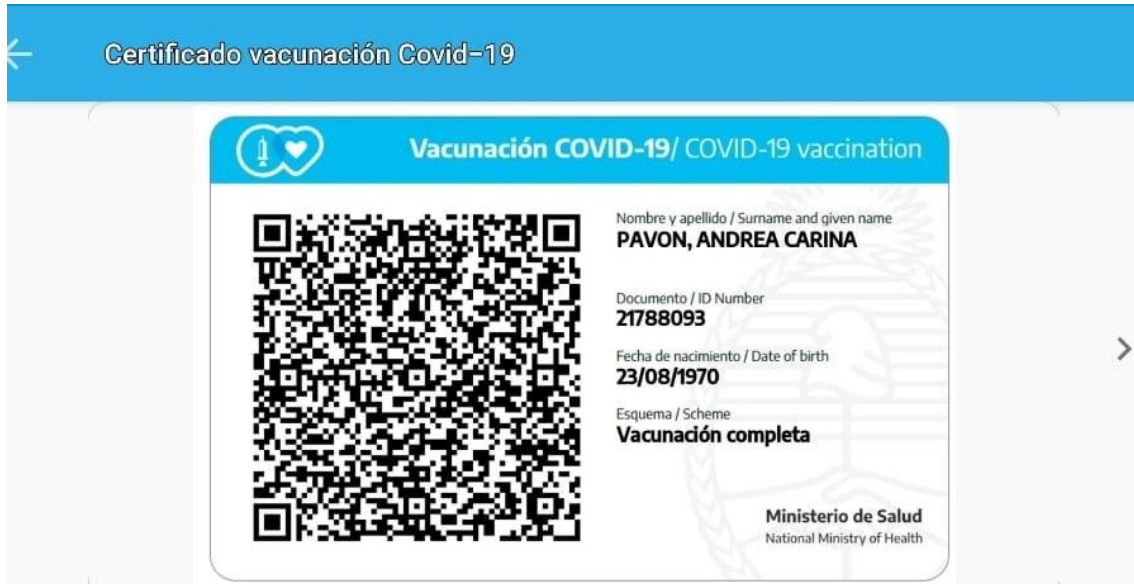 Certificado vacunación Covid-19
Vacunación COVID-19/ COVID-19 vaccination
Nombre y apellido / Surname and given name
PAVON, ANDREA CARINA
Documento / ID Number
21788093
Fecha de nacimiento / Date of birth
23/08/1970
Esquema / Scheme
Vacunación completa
Ministerio de Salud
National Ministry of Health